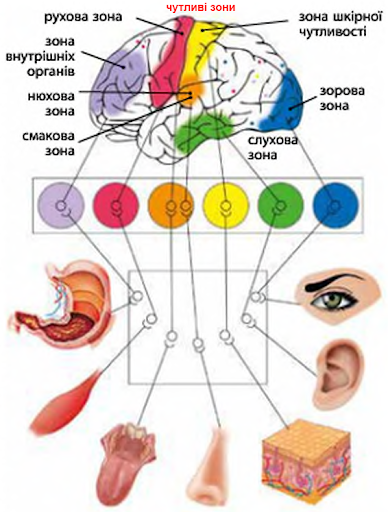 чутливі зони
рухова зона
зона шкірної
чутливості
зона
внутрішніх
органів
нюхова
зона
смакова
зона
зорова
зона
слухова
зона